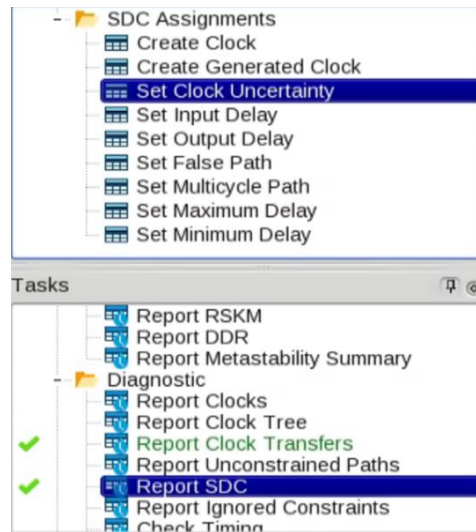 SDC Assignments
Create Clock
Create Generated Clock
Set Clock Uncertainty
Set Input Delay
Set Output Delay
Set False Path
Set Multicycle Path
Set Maximum Delay
Set Minimum Delay
Tasks
Report RSKM
Report DDR
Report Metastability Summary
Diagnostic
Report Clocks
Report Clock Tree
Report Clock Transfers
Report Unconstrained Paths
Report SDC
Report Ignored Constraints
Check Timing